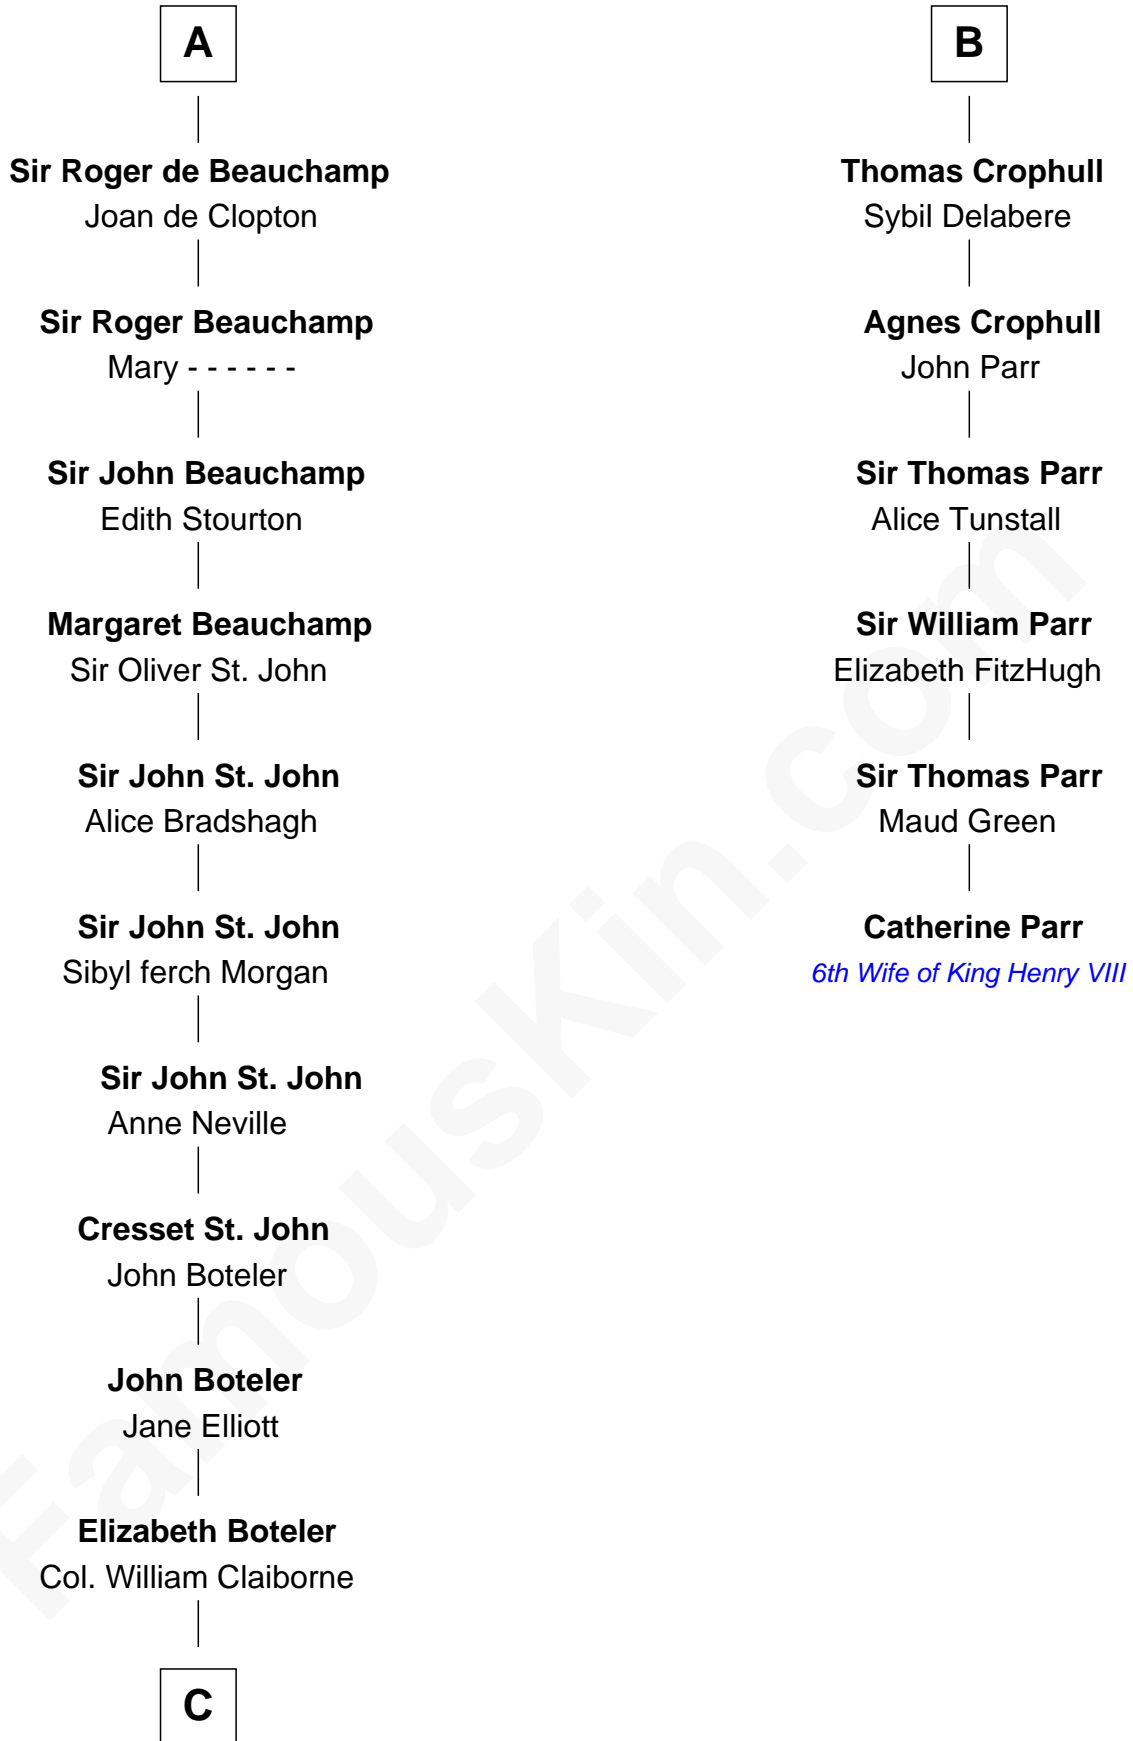 A
Sir Roger de Beauchamp
Joan de Clopton
Sir Roger Beauchamp
Mary - - - - - -
Sir John Beauchamp
Edith Stourton
Margaret Beauchamp
Sir Oliver St. John
Sir John St. John
Alice Bradshagh
Sir John St. John
Sibyl ferch Morgan
Sir John St. John
Anne Neville
Cresset St. John
John Boteler
John Boteler
Jane Elliott
Elizabeth Boteler
Col. William Claiborne
C
B
Thomas Crophull
Sybil Delabere
Agnes Crophull
John Parr
Sir Thomas Parr
Alice Tunstall
Sir William Parr
Elizabeth FitzHugh
Sir Thomas Parr
Maud Green
Catherine Parr
6th Wife of King Henry VIII
FamousKin.com